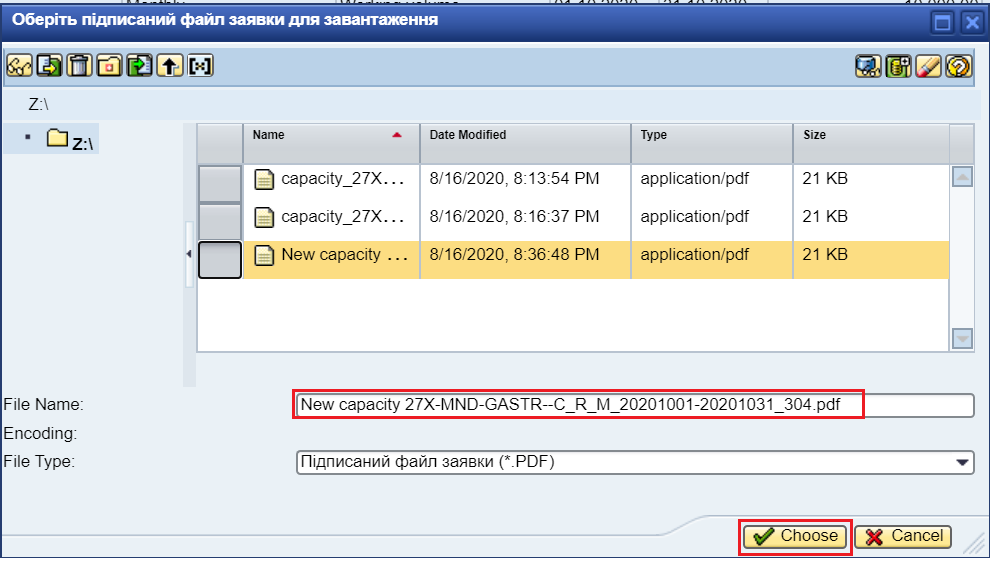 Оберіть підписаний файл заявки для завантаження
Z:\
Z:\
Name Date Modified Type Size
capacity_27X... 8/16/2020, 8:13:54 PM application/pdf 21 KB
capacity_27X... 8/16/2020, 8:16:37 PM application/pdf 21 KB
New capacity ... 8/16/2020, 8:36:48 PM application/pdf 21 KB
File Name: New capacity 27X-MND-GASTR--C_R_M_20201001-20201031_304.pdf
Encoding:
File Type: Підписаний файл заявки (*.PDF)
Choose Cancel